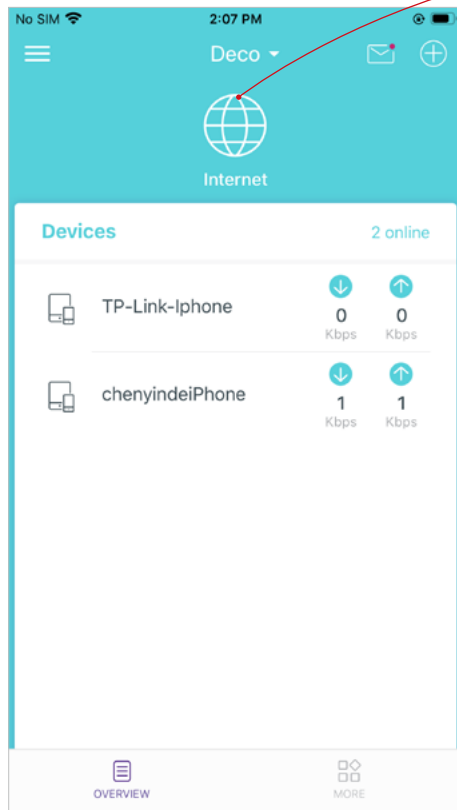 No SIM 2:07 PM
Deco
Internet
Devices 2 online
TP-Link-Iphone 0 0
Kbps Kbps
chenyindeiPhone 1 1
Kbps Kbps
OVERVIEW MORE